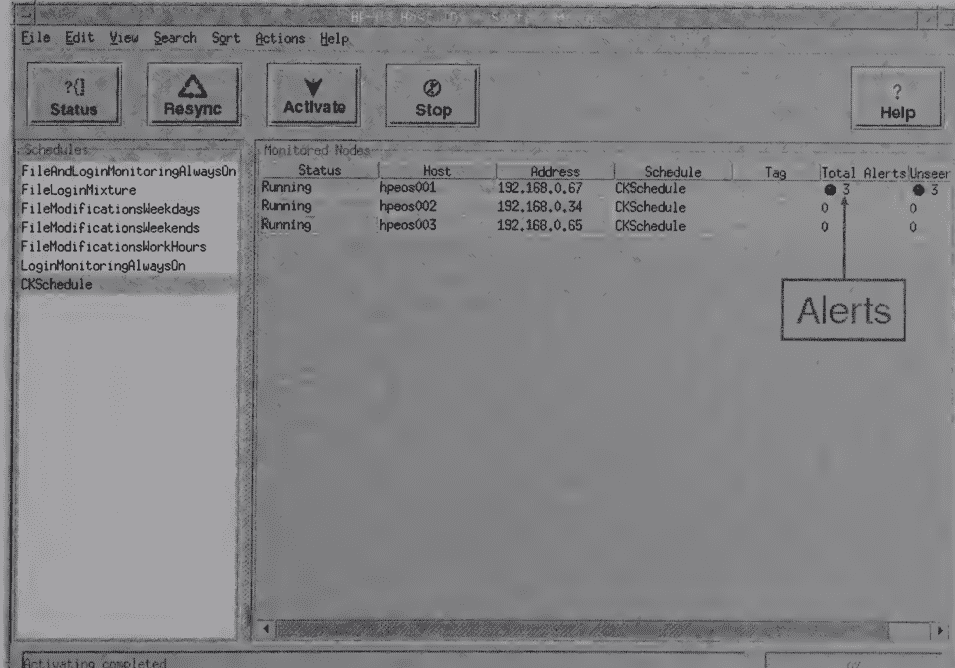 File Edit View Search Sort Actions Help
?{] Status Resync Activate Stop ? Help
Schedules
FileAndLoginMonitoringAlwaysOn
FileLoginMixture
FileModificationsWeekdays
FileModificationsWeekends
FileModificationsWorkHours
LoginMonitoringAlwaysOn
CKSchedule
Monitored Nodes
Status Host Address Schedule Tag Total Alerts Unseen
Running hpeos001 192.168.0.67 CKSchedule 3 3
Running hpeos002 192.168.0.34 CKSchedule 0 0
Running hpeos003 192.168.0.65 CKSchedule 0 0
Alerts
Activating completed